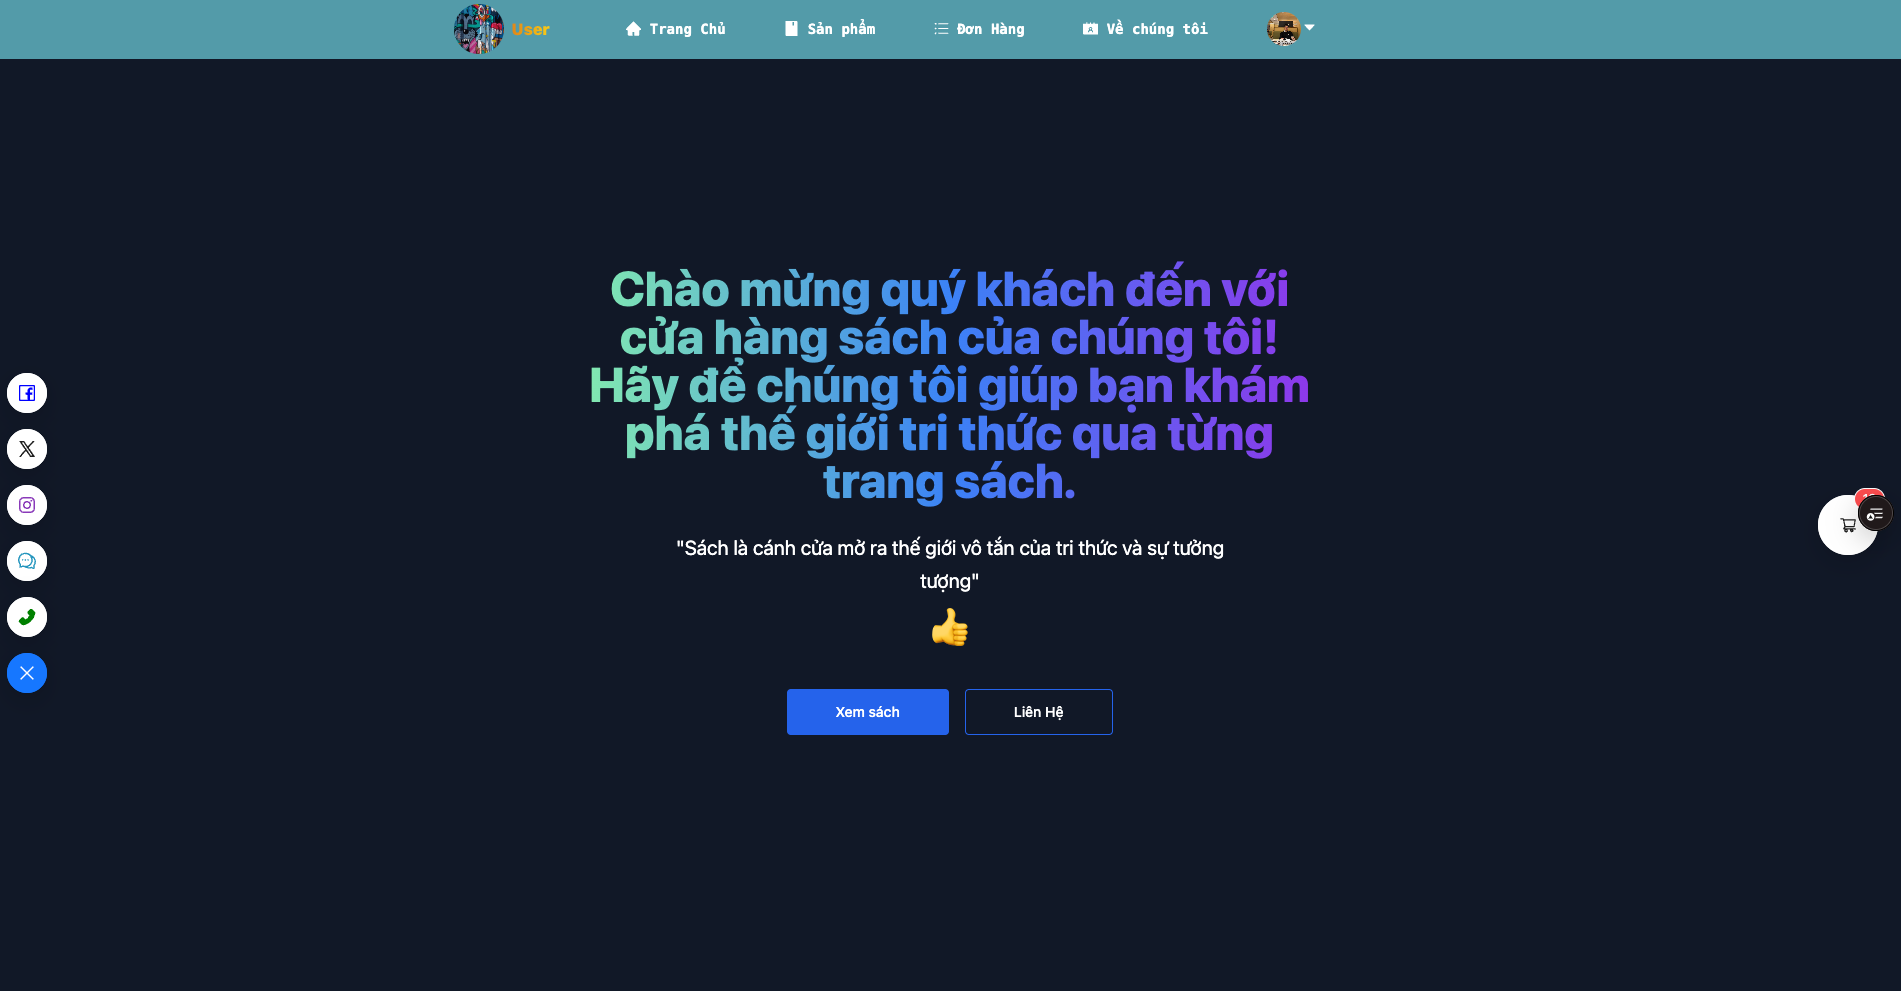 User
Trang Chủ
Sản phẩm
Đơn Hàng
Về chúng tôi
Chào mừng quý khách đến với
cửa hàng sách của chúng tôi!
Hãy để chúng tôi giúp bạn khám
phá thế giới tri thức qua từng
trang sách.
"Sách là cánh cửa mở ra thế giới vô tắn của tri thức và sự tưởng
tượng"
Xem sách
Liên Hệ